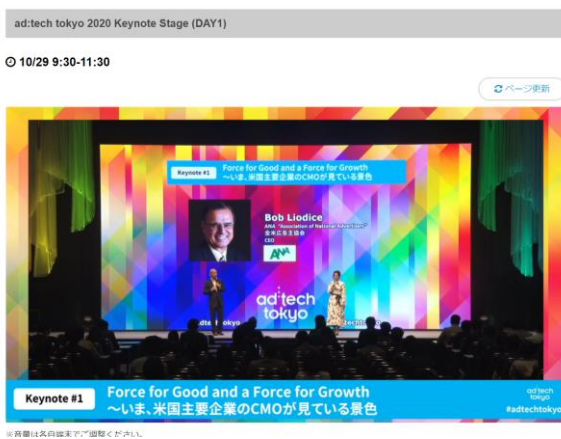 ad:tech tokyo 2020 Keynote Stage (DAY1)
10/29 9:30-11:30
ページ更新
Keynote #1
Force for Good and a Force for Growth
～いま、米国主要企業のCMOが見ている景色
Bob Liodice
ANA "Association of National Advertisers"
全米広告主協会
CEO
ANA
ad:tech
tokyo
Keynote #1
Force for Good and a Force for Growth
～いま、米国主要企業のCMOが見ている景色
ad:tech
tokyo
#adtechtokyo
※音量は各自端末でご調整ください。